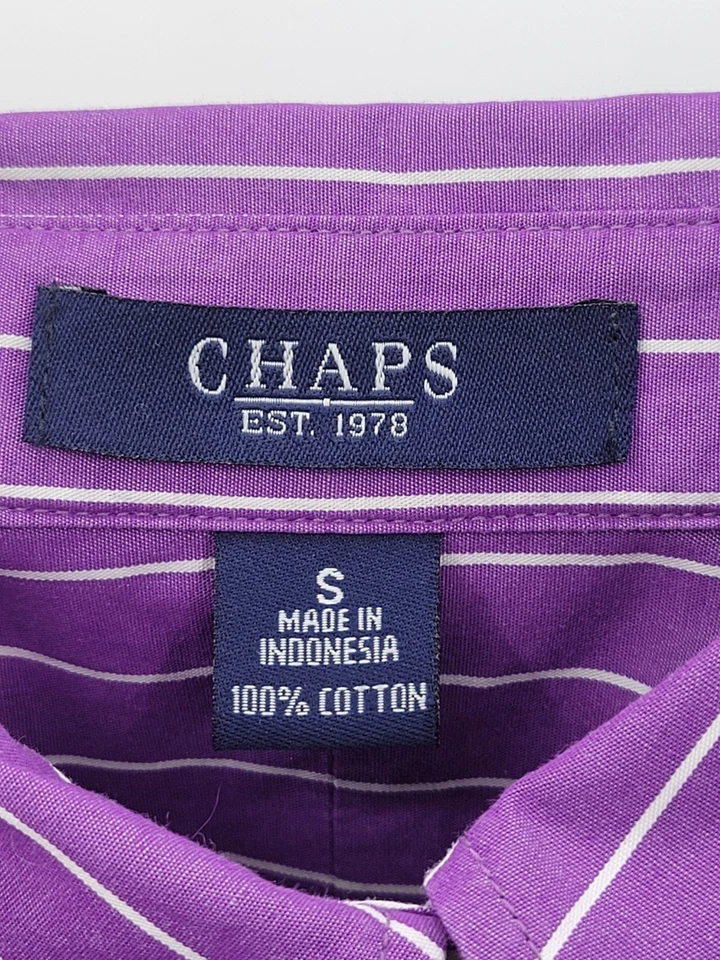 CHAPS
EST. 1978
S
MADE IN
INDONESIA
100% COTTON